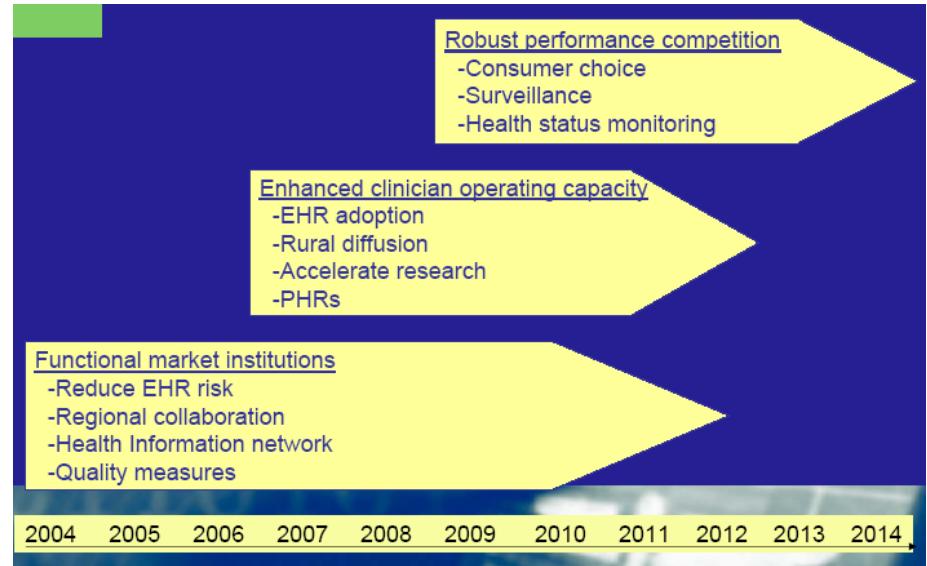 Robust performance competition
-Consumer choice
-Surveillance
-Health status monitoring
Enhanced clinician operating capacity
-EHR adoption
-Rural diffusion
-Accelerate research
-PHRs
Functional market institutions
-Reduce EHR risk
-Regional collaboration
-Health Information network
-Quality measures
2004 2005 2006 2007 2008 2009 2010 2011 2012 2013 2014